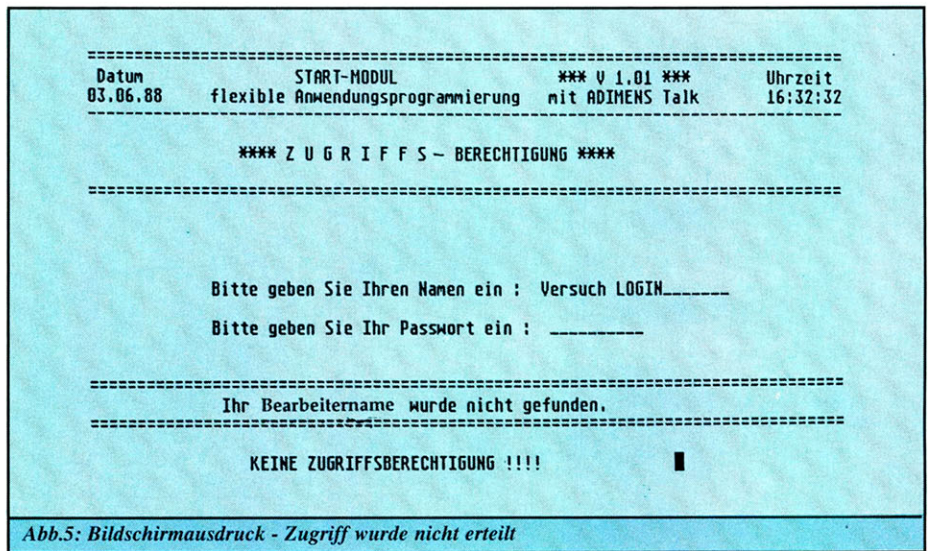 Datum START-MODUL *** V 1.01 *** Uhrzeit
03.06.88 flexible Anwendungsprogrammierung mit ADIMENS Talk 16:32:32
**** Z U G R I F F S - BERECHTIGUNG ****
Bitte geben Sie Ihren Namen ein : Versuch LOGIN_______
Bitte geben Sie Ihr Passwort ein : __________
Ihr Bearbeitername wurde nicht gefunden.
KEINE ZUGRIFFSBERECHTIGUNG !!!!
Abb.5: Bildschirmausdruck - Zugriff wurde nicht erteilt